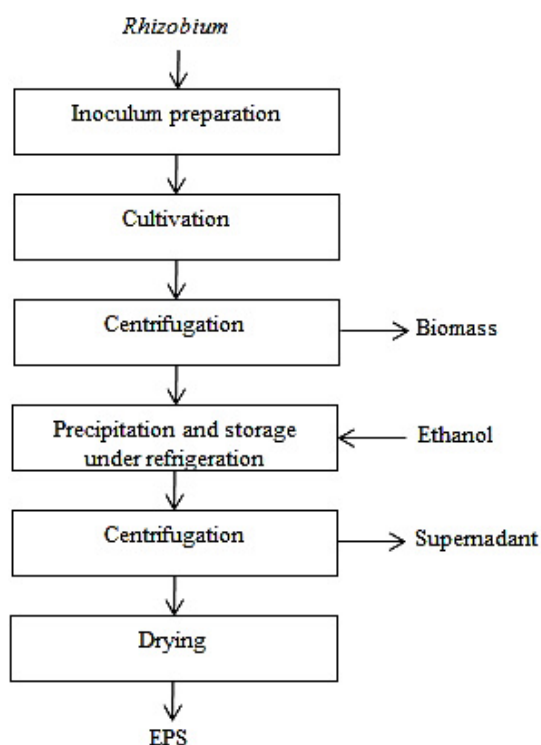 Rhizobium
Inoculum preparation
Cultivation
Centrifugation
Biomass
Precipitation and storage
under refrigeration
Ethanol
Centrifugation
Supernadant
Drying
EPS